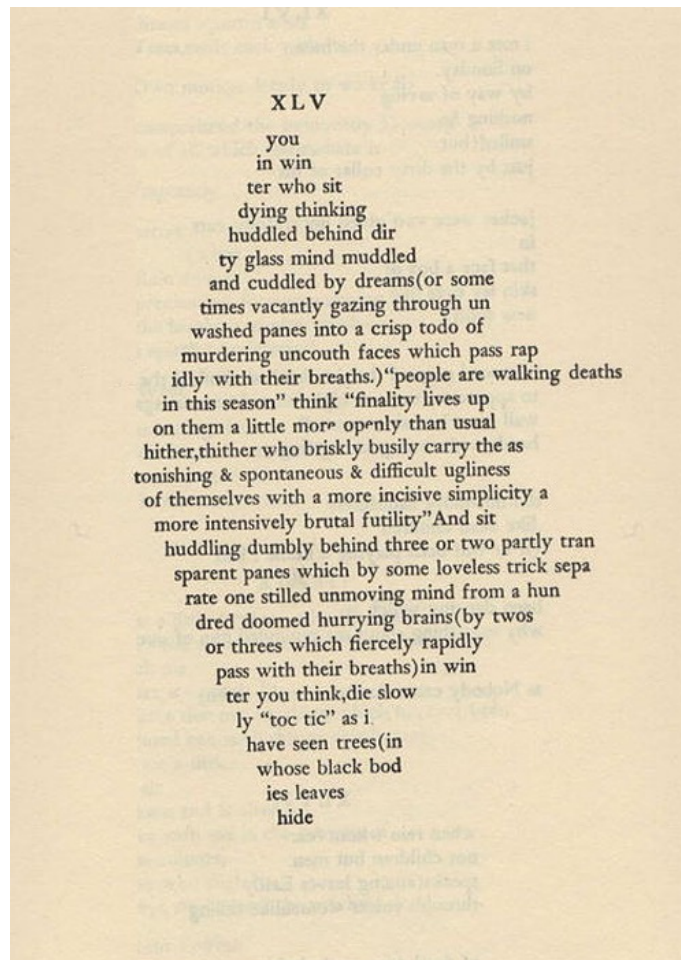 XLV
you
in win
ter who sit
dying thinking
huddled behind dir
ty glass mind muddled
and cuddled by dreams(or some
times vacantly gazing through un
washed panes into a crisp todo of
murdering uncouth faces which pass rap
idly with their breaths.)“people are walking deaths
in this season” think “finality lives up
on them a little more openly than usual
hither,thither who briskly busily carry the as
tonishing & spontaneous & difficult ugliness
of themselves with a more incisive simplicity a
more intensively brutal futility”And sit
huddling dumbly behind three or two partly tran
sparent panes which by some loveless trick sepa
rate one stilled unmoving mind from a hun
dred doomed hurrying brains(by twos
or threes which fiercely rapidly
pass with their breaths)in win
ter you think,die slow
ly “toc tic” as i
have seen trees(in
whose black bod
ies leaves
hide